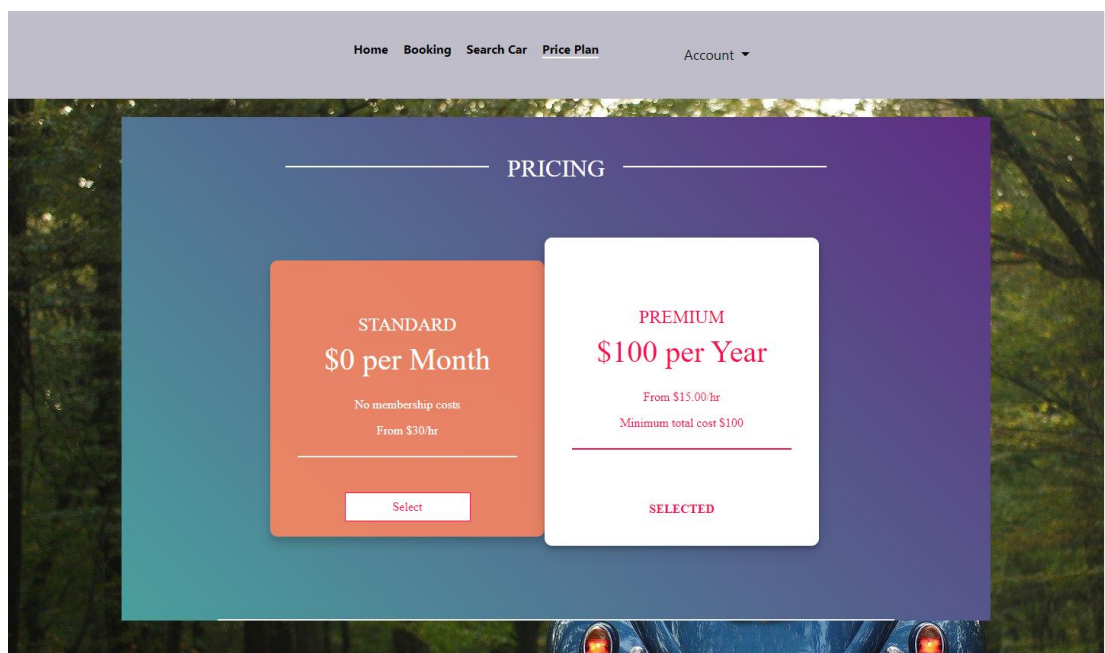 Home Booking Search Car Price Plan Account
PRICING
STANDARD
$0 per Month
No membership costs
From $30/hr
Select
PREMIUM
$100 per Year
From $15.00/hr
Minimum total cost $100
SELECTED